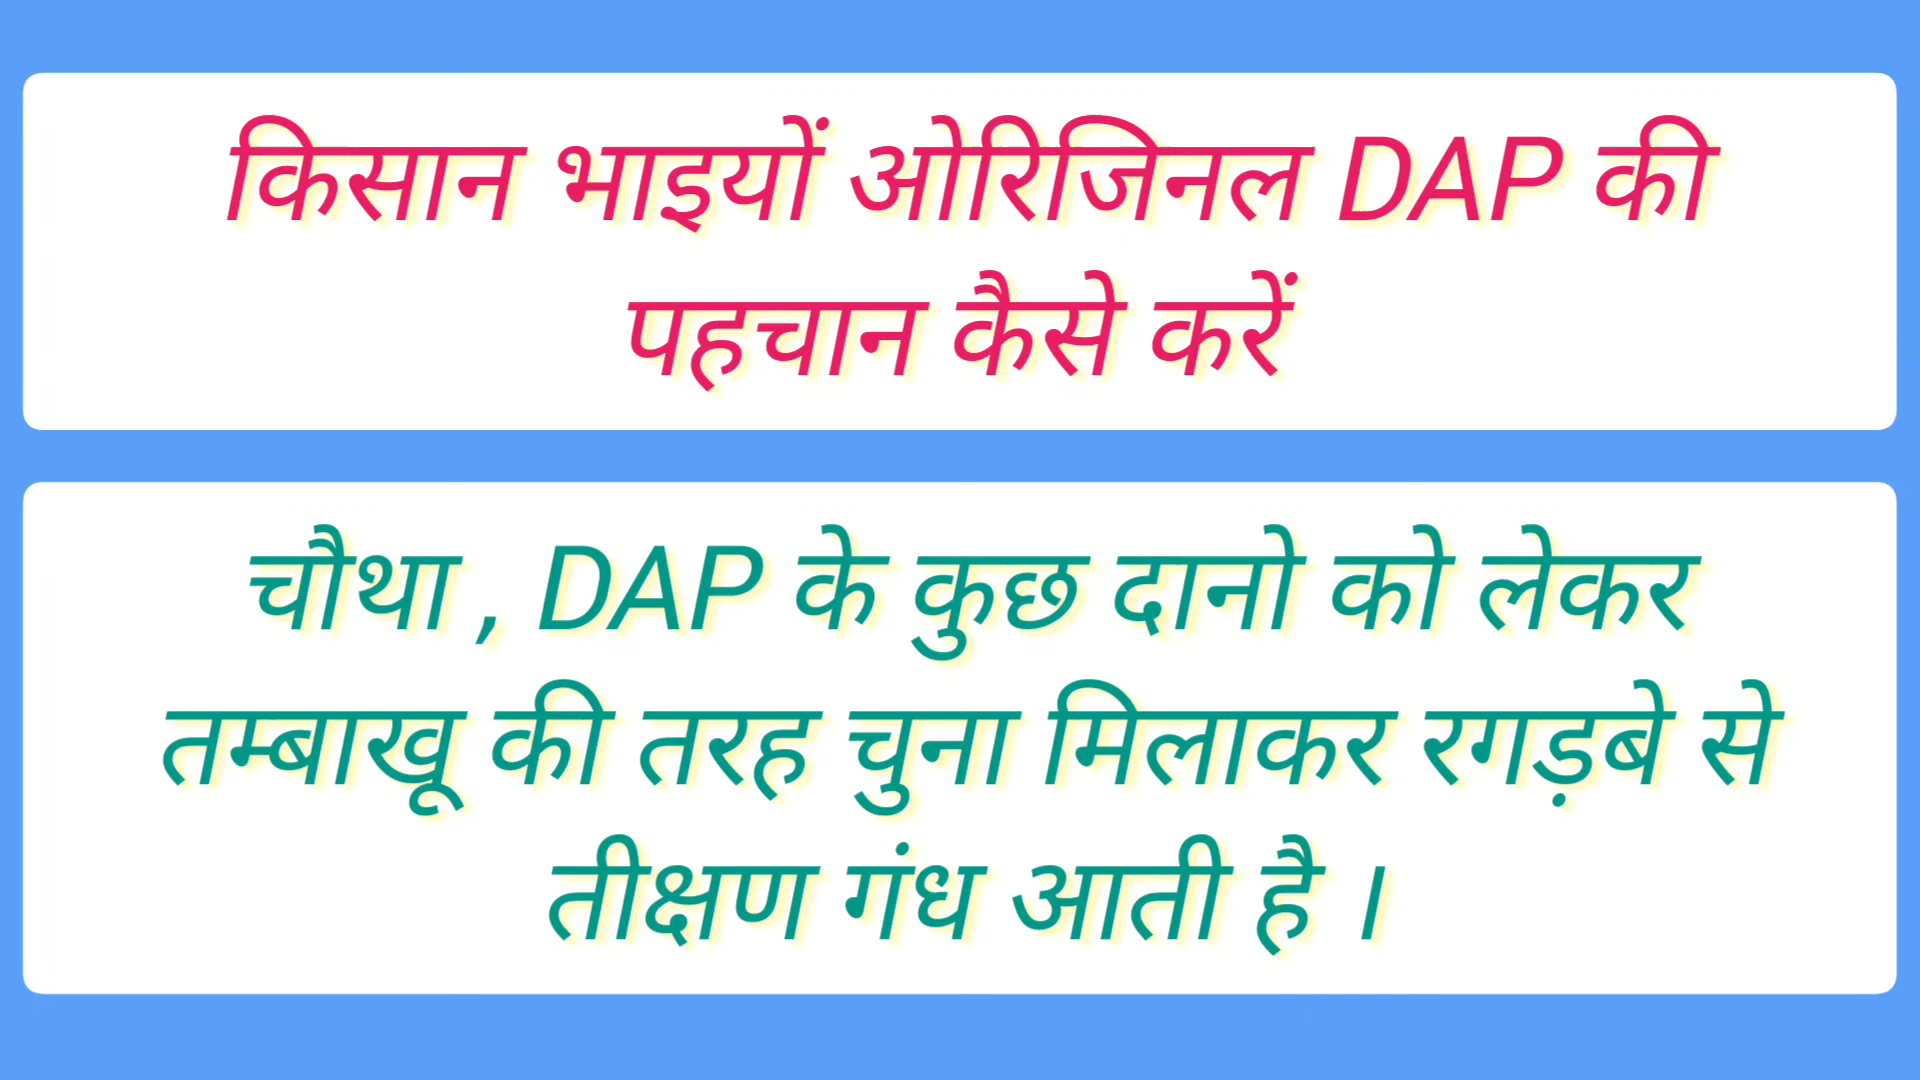 किसान भाइयों ओरिजिनल DAP की
पहचान कैसे करें
चौथा , DAP के कुछ दानो को लेकर
तम्बाखू की तरह चुना मिलाकर रगड़बे से
तीक्षण गंध आती है ।